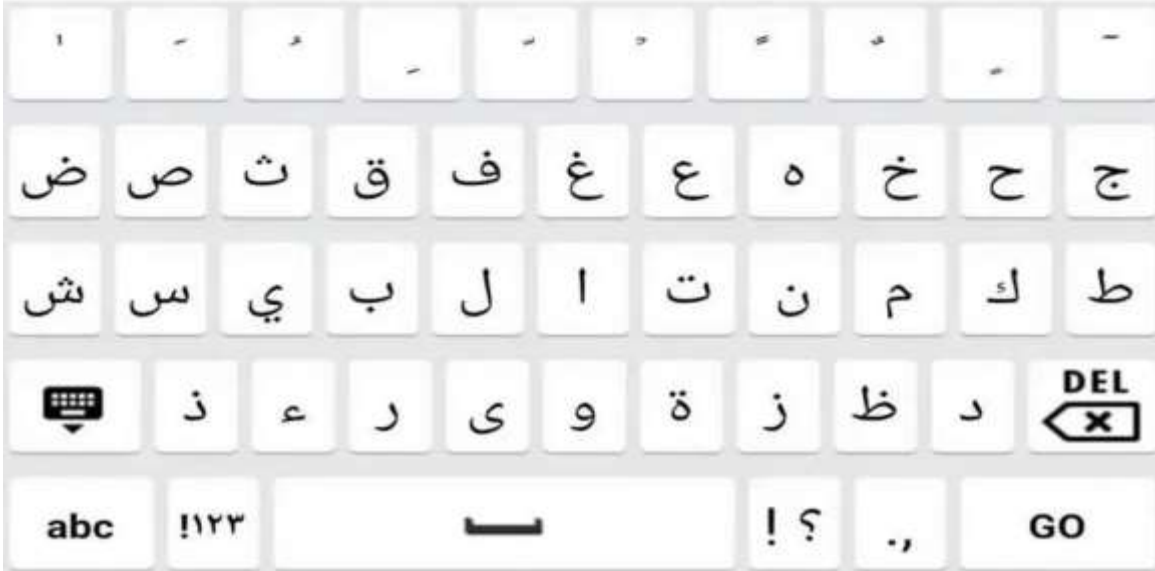 ض ص ث ق ف غ ع ه خ ح ج
ش س ي ب ل ا ت ن م ك ط
ذ ء ر ى و ة ز ظ د DEL
abc !١٢٣ ! ؟ ., GO